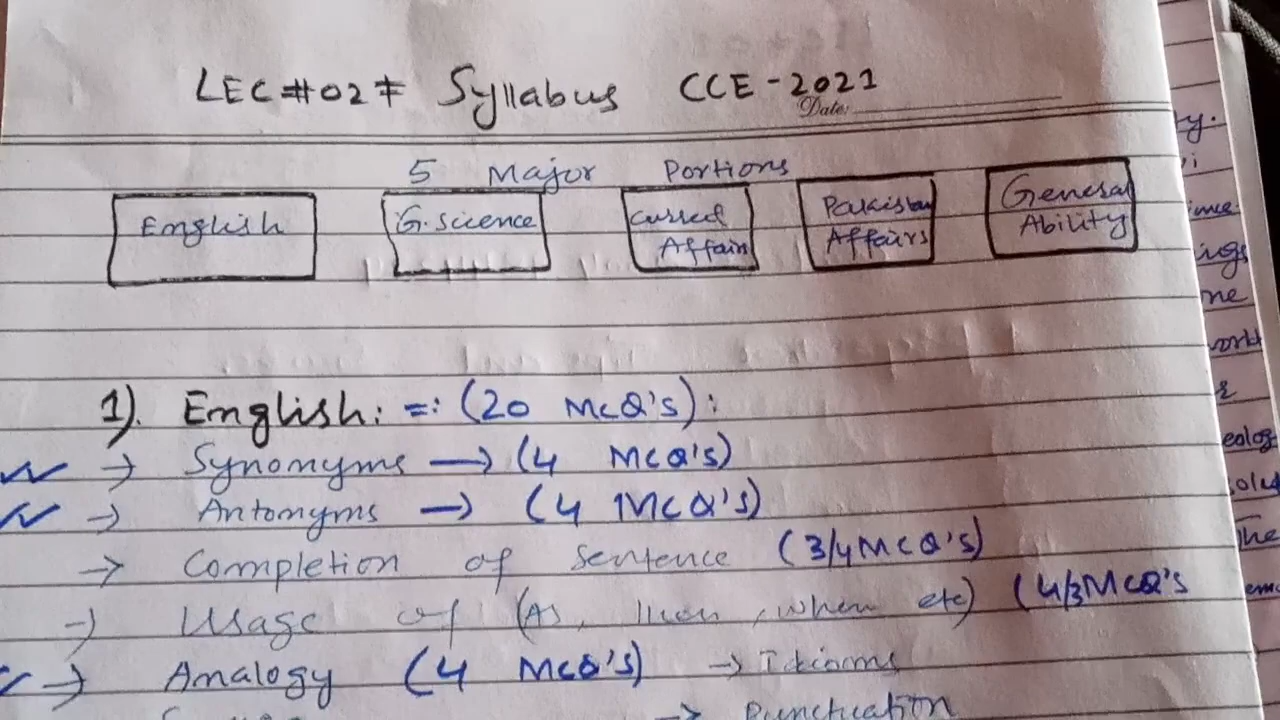 LEC#02 Syllabus CCE-2021
Date:
5 Major Portions
English
G.science
Current Affairs
Pakistan Affairs
General Ability
1). English: =: (20 MCQ's):
→ Synonyms → (4 MCQ's)
→ Antonyms → (4 MCQ's)
→ Completion of Sentence (3/4 MCQ's)
→ Usage of (As, then, when etc) (4/3 MCQ's
→ Analogy (4 MCQ's) → Idioms
→ Punctuation